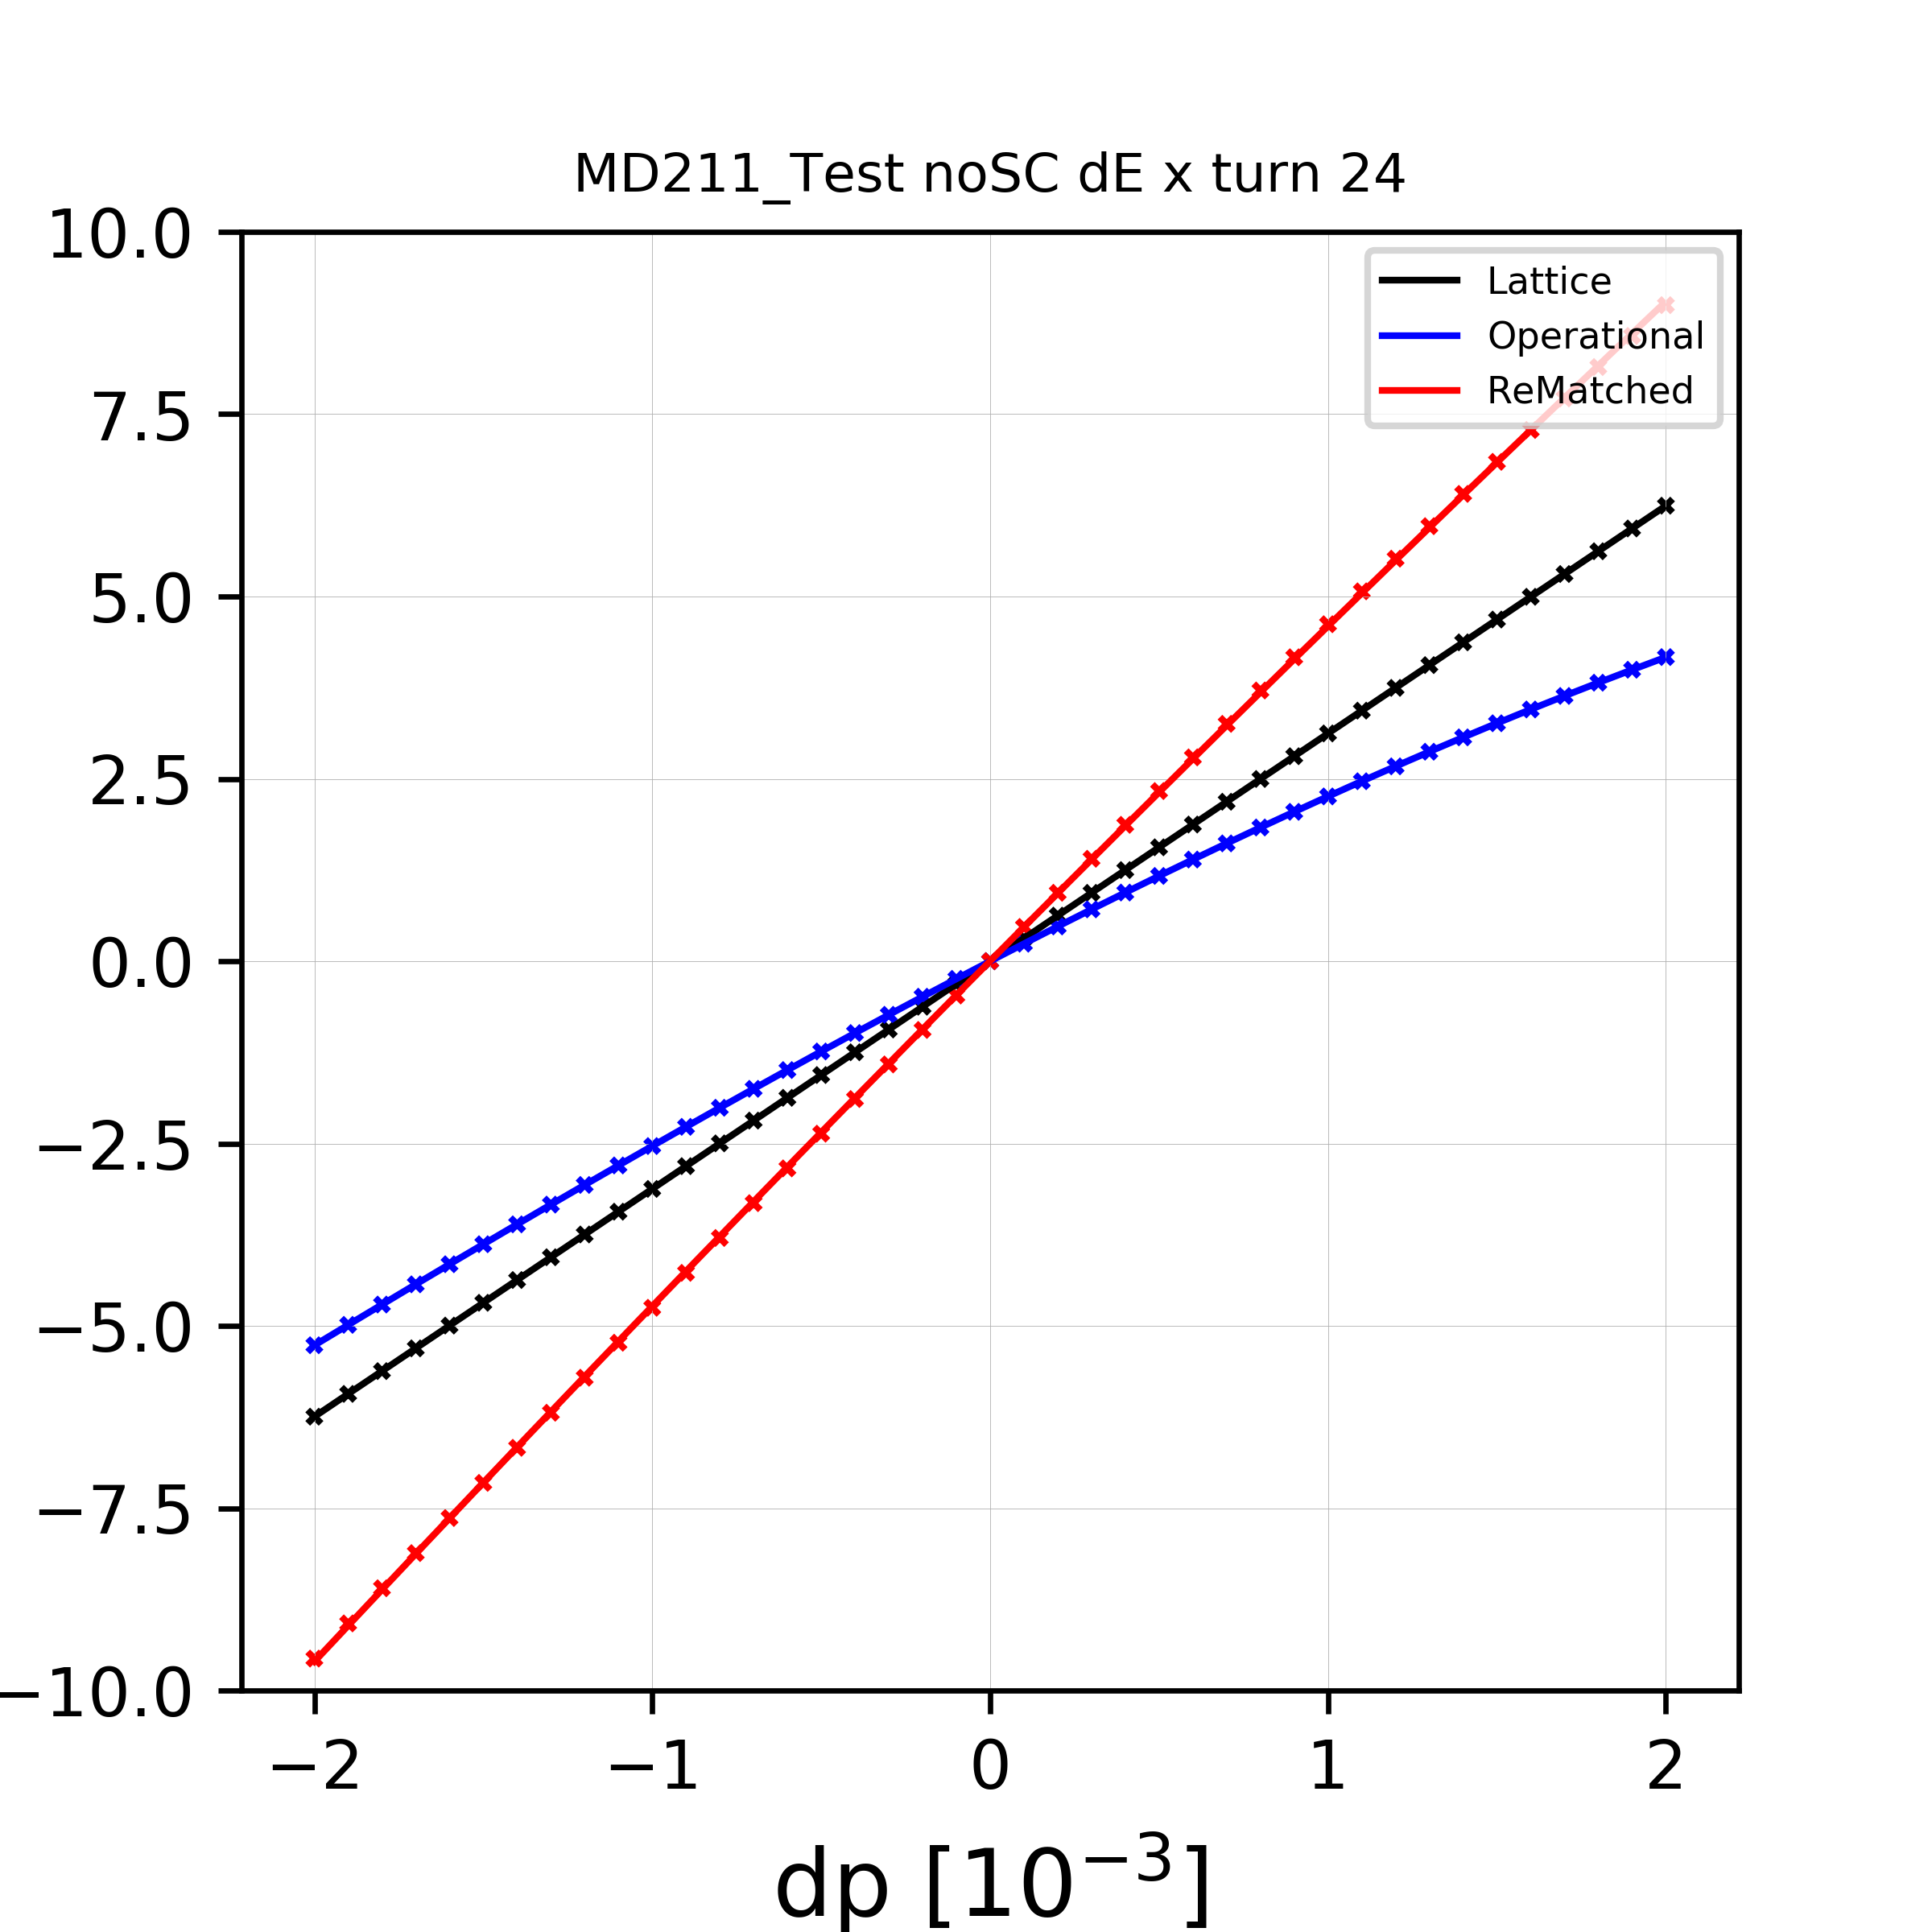 MD211_Test noSC dE x turn 24
10.0
7.5
5.0
2.5
0.0
−2.5
−5.0
−7.5
−10.0
Lattice
Operational
ReMatched
−2
−1
0
1
2
dp [10⁻³]